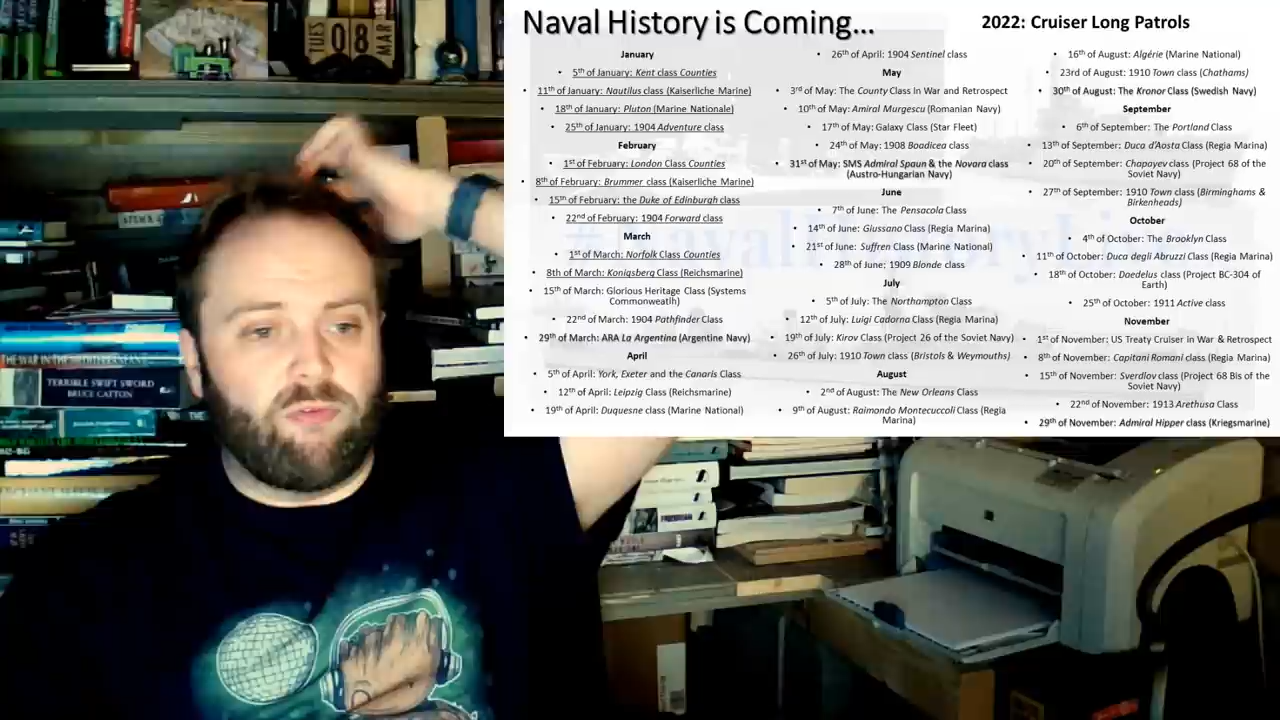 Naval History is Coming...
2022: Cruiser Long Patrols
January
5th of January: Kent class Counties
11th of January: Nautilus class (Kaiserliche Marine)
18th of January: Pluton (Marine Nationale)
25th of January: 1904 Adventure class
February
1st of February: London Class Counties
8th of February: Brummer class (Kaiserliche Marine)
15th of February: the Duke of Edinburgh class
22nd of February: 1904 Forward class
March
1st of March: Norfolk Class Counties
8th of March: Konigsberg Class (Reichsmarine)
15th of March: Glorious Heritage Class (Systems
Commonweatlh)
22nd of March: 1904 Pathfinder Class
29th of March: ARA La Argentina (Argentine Navy)
April
5th of April: York, Exeter and the Canaris Class
12th of April: Leipzig Class (Reichsmarine)
19th of April: Duquesne class (Marine National)
26th of April: 1904 Sentinel class
May
3rd of May: The County Class in War and Retrospect
10th of May: Amiral Murgescu (Romanian Navy)
17th of May: Galaxy Class (Star Fleet)
24th of May: 1908 Boadicea class
31st of May: SMS Admiral Spaun & the Novara class
(Austro-Hungarian Navy)
June
7th of June: The Pensacola Class
14th of June: Giussano Class (Regia Marina)
21st of June: Suffren Class (Marine National)
28th of June: 1909 Blonde class
July
5th of July: The Northampton Class
12th of July: Luigi Cadorna Class (Regia Marina)
19th of July: Kirov Class (Project 26 of the Soviet Navy)
26th of July: 1910 Town class (Bristols & Weymouths)
August
2nd of August: The New Orleans Class
9th of August: Raimondo Montecuccoli Class (Regia
Marina)
16th of August: Algérie (Marine National)
23rd of August: 1910 Town class (Chathams)
30th of August: The Kronor Class (Swedish Navy)
September
6th of September: The Portland Class
13th of September: Duca d'Aosta Class (Regia Marina)
20th of September: Chapayev Class (Project 68 of the
Soviet Navy)
27th of September: 1910 Town class (Birminghams &
Birkenheads)
October
4th of October: The Brooklyn Class
11th of October: Duca degli Abruzzi Class (Regia Marina)
18th of October: Daedelus class (Project BC-304 of
Earth)
25th of October: 1911 Active class
November
1st of November: US Treaty Cruiser in War & Retrospect
8th of November: Capitani Romani class (Regia Marina)
15th of November: Sverdlov class (Project 68 Bis of the
Soviet Navy)
22nd of November: 1913 Arethusa Class
29th of November: Admiral Hipper class (Kriegsmarine)
TUES 08 MAR
THE WAR IN THE MEDITERRANEAN
TERRIBLE SWIFT SWORD
BRUCE CATTON